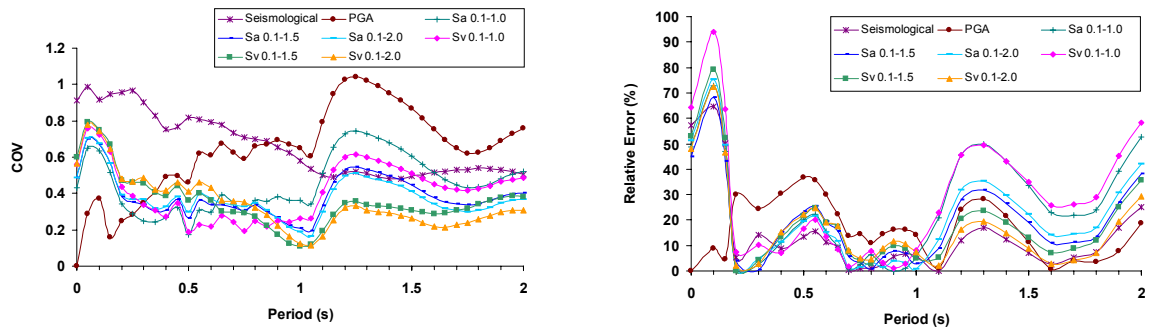 Seismological PGA Sa 0.1-1.0
Sa 0.1-1.5 Sa 0.1-2.0 Sv 0.1-1.0
Sv 0.1-1.5 Sv 0.1-2.0
COV
1.2
1
0.8
0.6
0.4
0.2
0
0 0.5 1 1.5 2
Period (s)
Seismological PGA Sa 0.1-1.0
Sa 0.1-1.5 Sa 0.1-2.0 Sv 0.1-1.0
Sv 0.1-1.5 Sv 0.1-2.0
Relative Error (%)
100
90
80
70
60
50
40
30
20
10
0
0 0.5 1 1.5 2
Period (s)